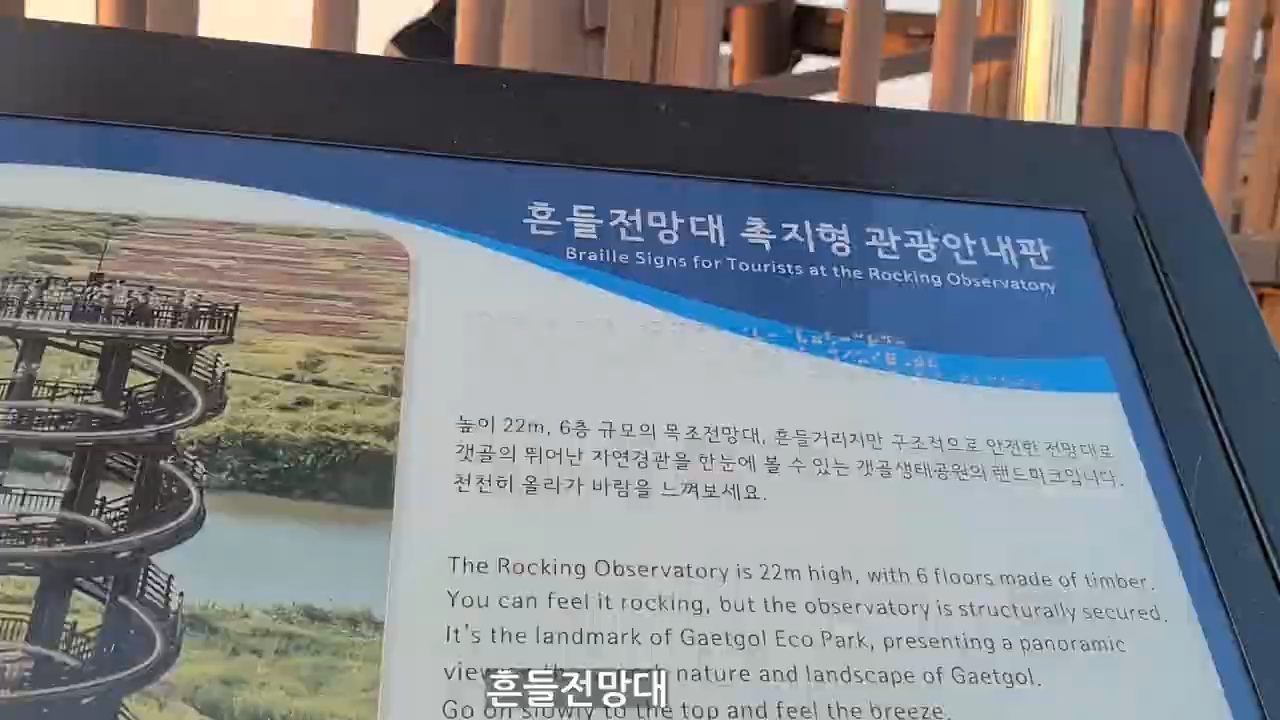 흔들전망대 촉지형 관광안내판
Braille Signs for Tourists at the Rocking Observatory
높이 22m, 6층 규모의 목조전망대, 흔들거리지만 구조적으로 안전한 전망대로
갯골의 뛰어난 자연경관을 한눈에 볼 수 있는 갯골생태공원의 랜드마크입니다.
천천히 올라가 바람을 느껴보세요.
The Rocking Observatory is 22m high, with 6 floors made of timber.
You can feel it rocking, but the observatory is structurally secured.
It's the landmark of Gaetgol Eco Park, presenting a panoramic
nature and landscape of Gaetgol.
Go on slowly to the top and feel the breeze.
흔들전망대